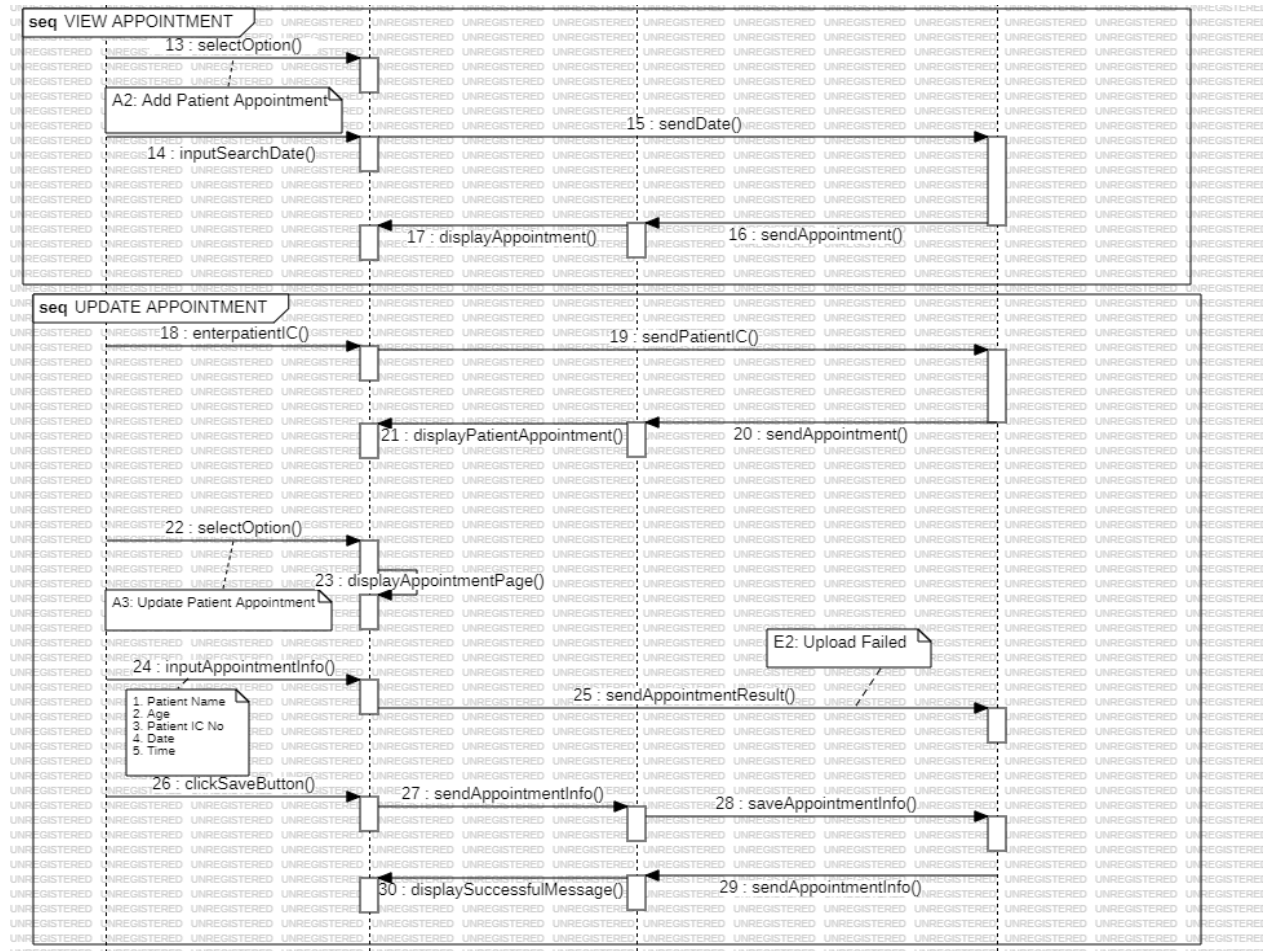 seq VIEW APPOINTMENT
13 : selectOption()
A2: Add Patient Appointment
15 : sendDate()
14 : inputSearchDate()
17 : displayAppointment()
16 : sendAppointment()
seq UPDATE APPOINTMENT
18 : enterpatientIC()
19 : sendPatientIC()
21 : displayPatientAppointment()
20 : sendAppointment()
22 : selectOption()
23 : displayAppointmentPage()
A3: Update Patient Appointment
E2: Upload Failed
24 : inputAppointmentInfo()
25 : sendAppointmentResult()
1. Patient Name
2. Age
3. Patient IC No
4. Date
5. Time
26 : clickSaveButton()
27 : sendAppointmentInfo()
28 : saveAppointmentInfo()
30 : displaySuccessfulMessage()
29 : sendAppointmentInfo()
UNREGISTERED